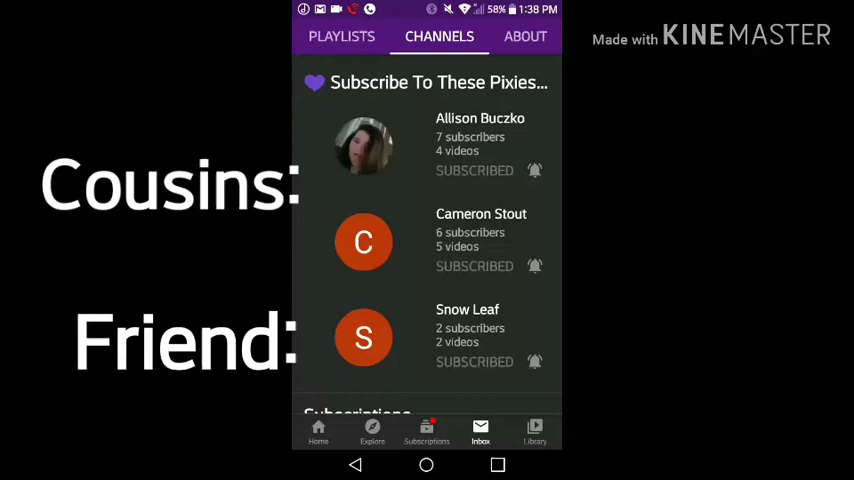 58% 1:38 PM
PLAYLISTS CHANNELS ABOUT
Made with KINEMASTER
Subscribe To These Pixies...
Allison Buczko
7 subscribers
4 videos
SUBSCRIBED
Cousins:
Cameron Stout
6 subscribers
5 videos
SUBSCRIBED
C
Snow Leaf
2 subscribers
2 videos
SUBSCRIBED
S
Friend:
Subscriptions
Home Explore Subscriptions Inbox Library